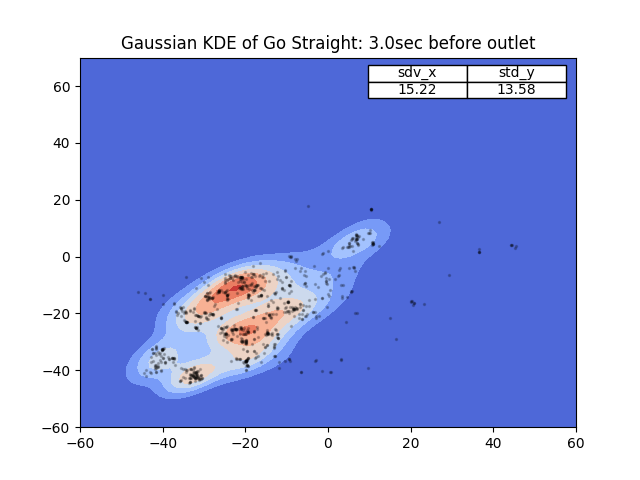 Gaussian KDE of Go Straight: 3.0sec before outlet
sdv_x std_y
15.22 13.58
60
40
20
0
−20
−40
−60
−60 −40 −20 0 20 40 60